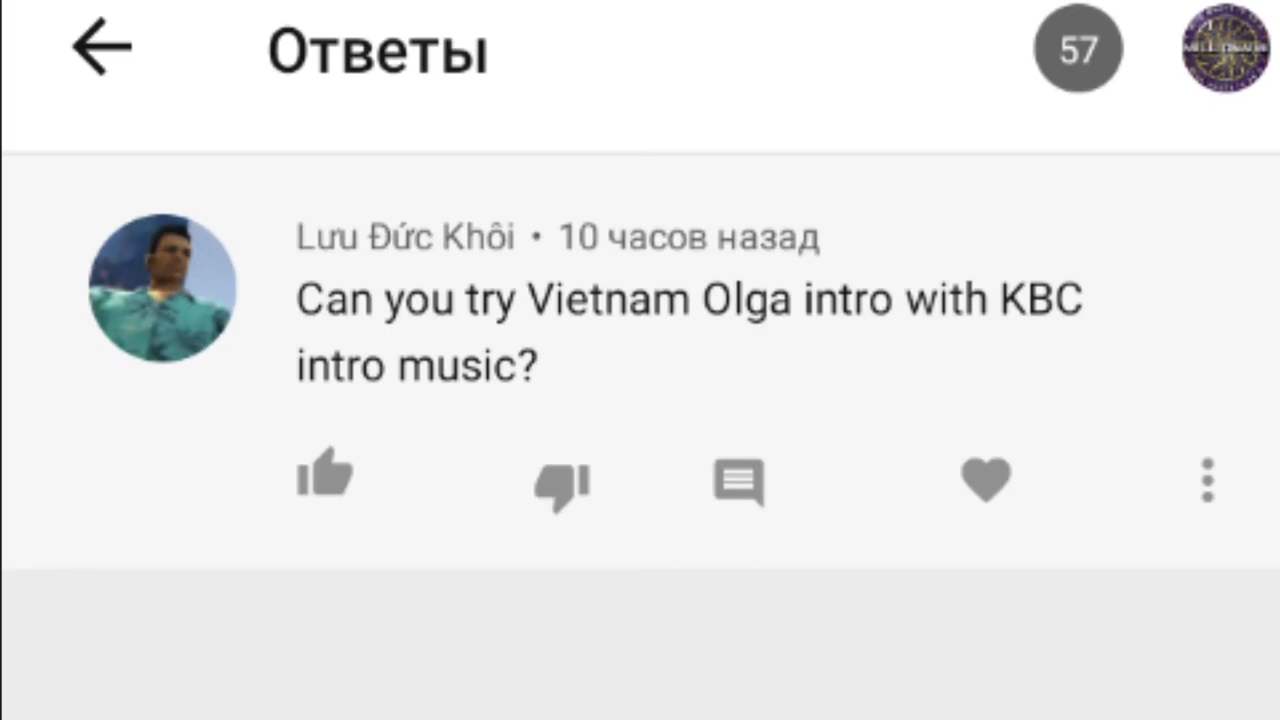 Ответы
57
Lưu Đức Khôi • 10 часов назад
Can you try Vietnam Olga intro with KBC
intro music?